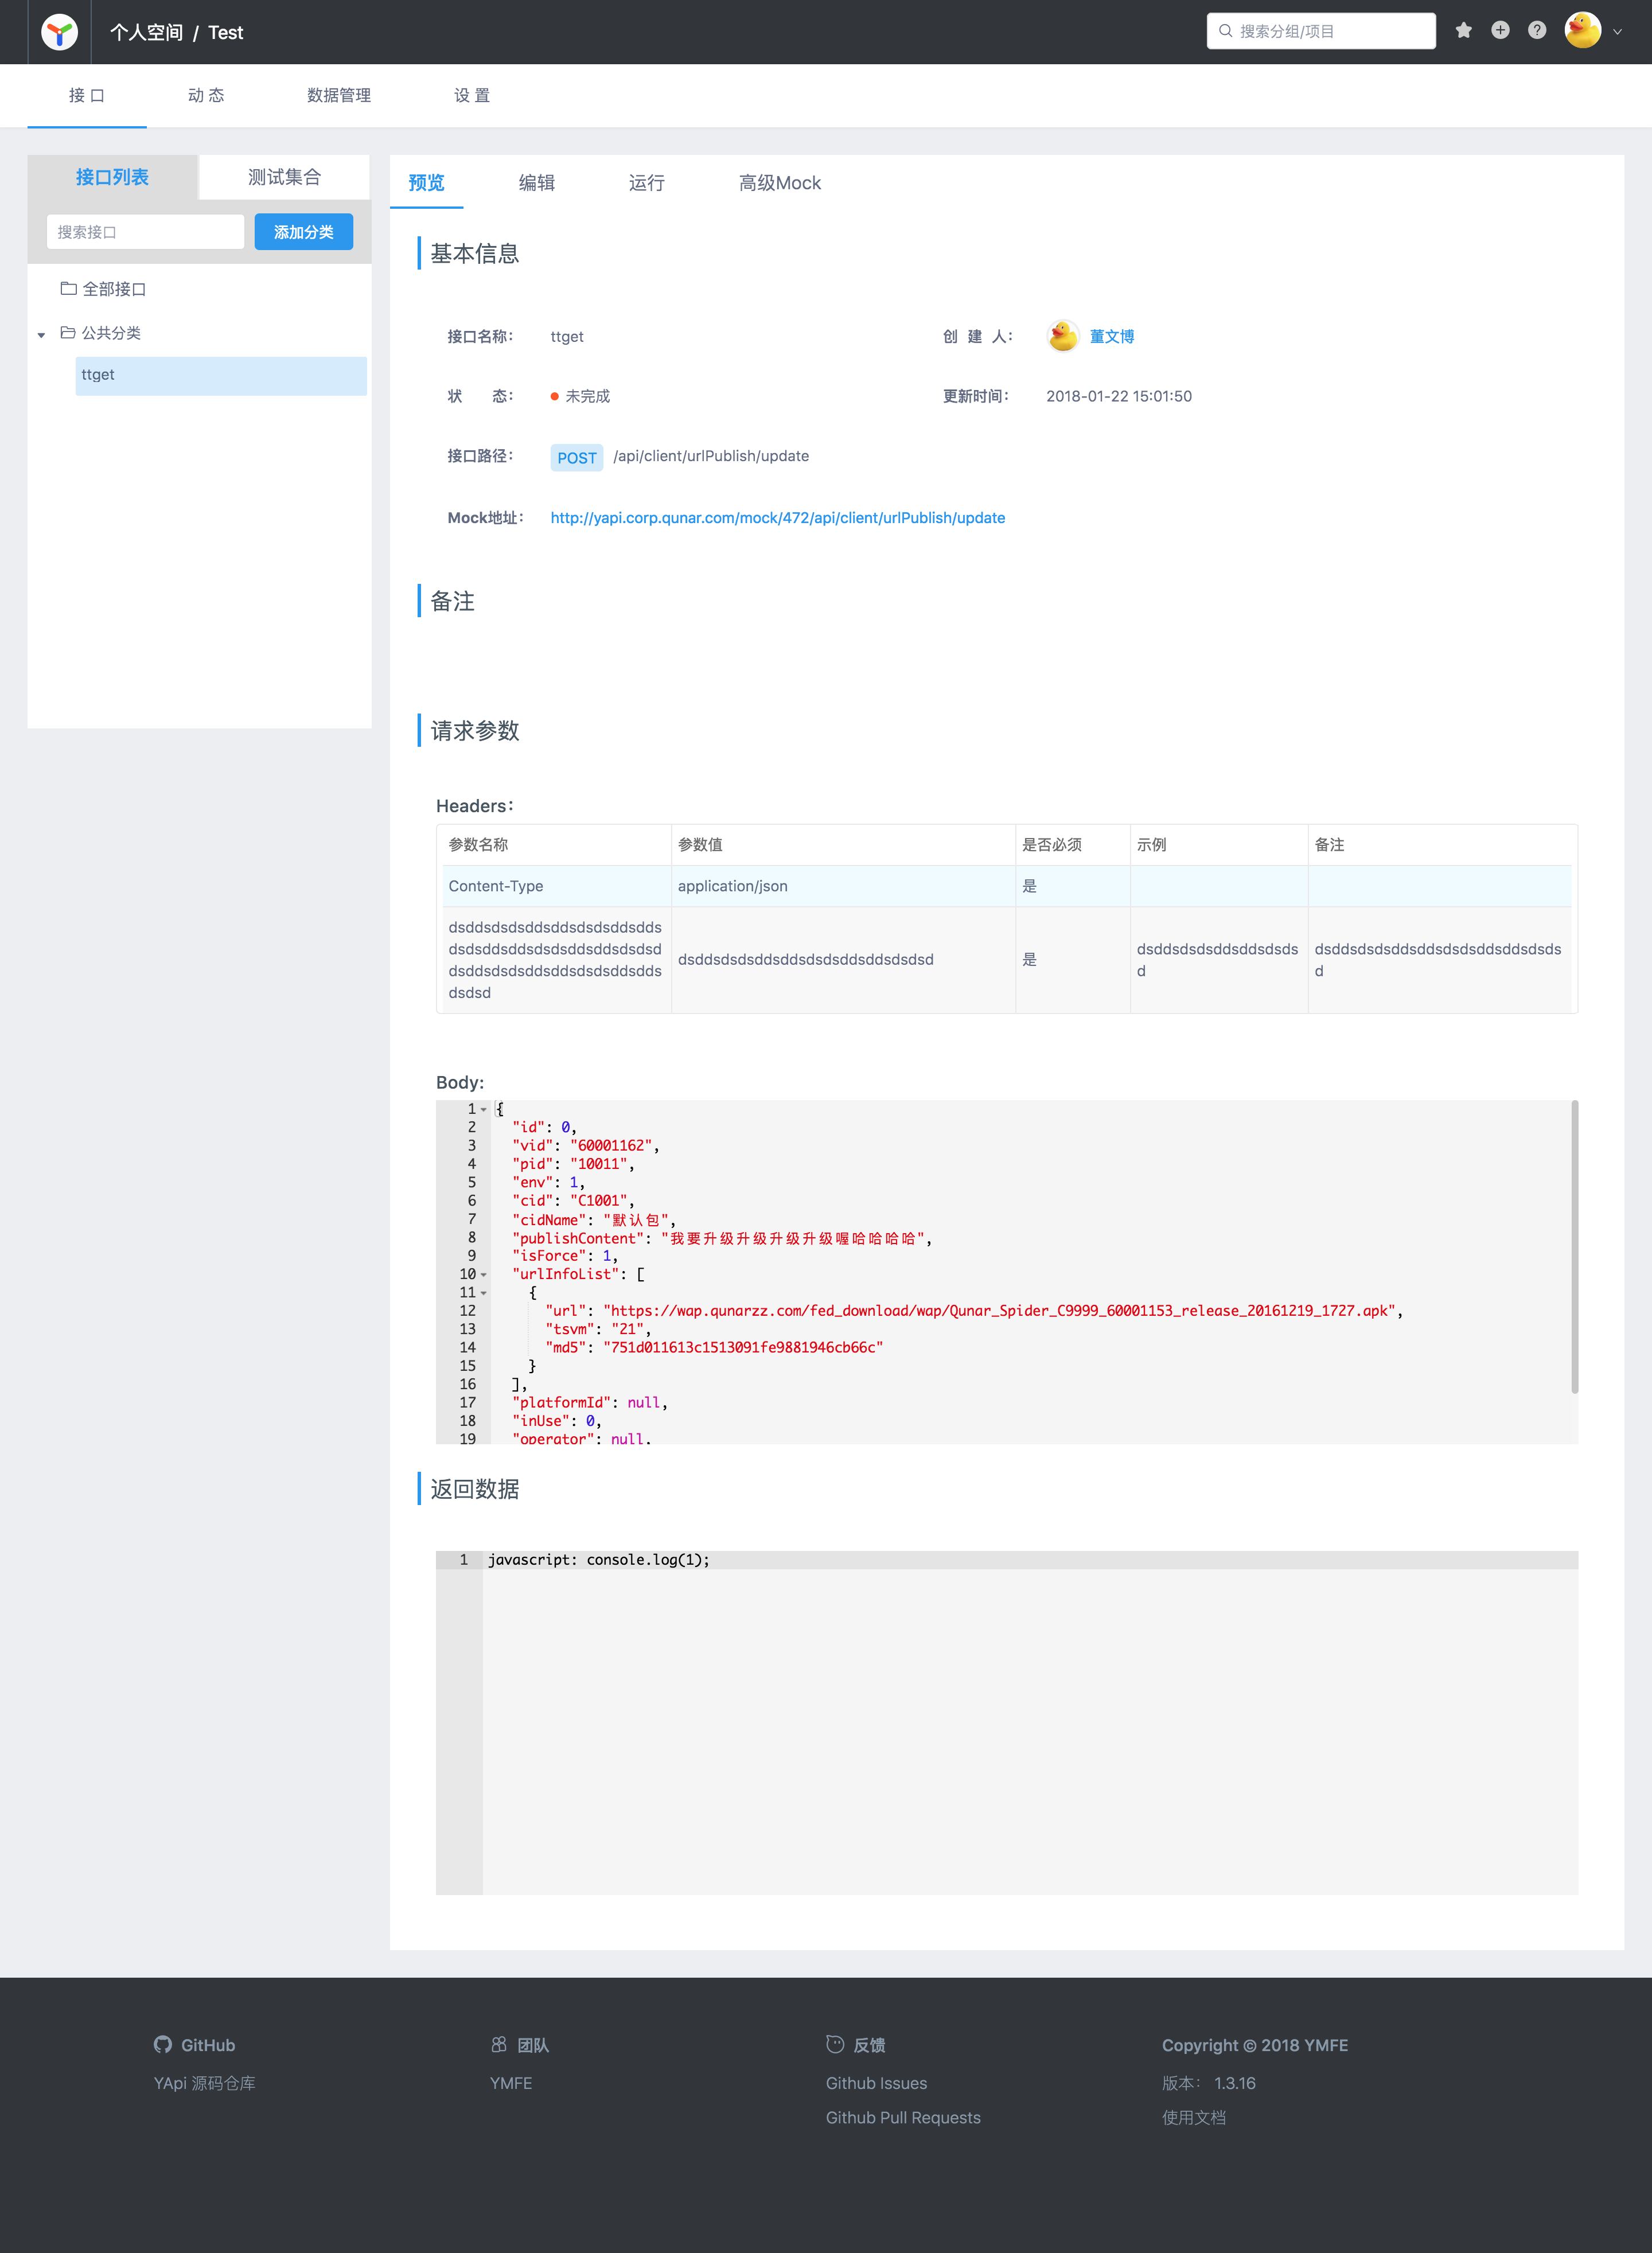 个人空间 / Test
搜索分组/项目
接 口
动 态
数据管理
设 置
接口列表
测试集合
搜索接口
添加分类
全部接口
公共分类
ttget
预览
编辑
运行
高级Mock
基本信息
接口名称：
ttget
创 建 人：
董文博
状 态：
未完成
更新时间：
2018-01-22 15:01:50
接口路径：
POST /api/client/urlPublish/update
Mock地址：
http://yapi.corp.qunar.com/mock/472/api/client/urlPublish/update
备注
请求参数
Headers：
参数名称 参数值 是否必须 示例 备注
Content-Type application/json 是
dsddsdsdsddsddsdsdsddsdds
dsdsddsddsdsdsddsddsdsdsd
dsddsdsdsddsddsdsdsddsdds
dsdsd
dsddsdsdsddsddsdsdsddsddsdsdsd
是
dsddsdsdsddsddsdsds
d
dsddsdsdsddsddsdsdsddsddsdsds
d
Body:
1 {
2 "id": 0,
3 "vid": "60001162",
4 "pid": "10011",
5 "env": 1,
6 "cid": "C1001",
7 "cidName": "默认包",
8 "publishContent": "我要升级升级升级升级喔哈哈哈哈",
9 "isForce": 1,
10 "urlInfoList": [
11 {
12 "url": "https://wap.qunarzz.com/fed_download/wap/Qunar_Spider_C9999_60001153_release_20161219_1727.apk",
13 "tsvm": "21",
14 "md5": "751d011613c1513091fe9881946cb66c"
15 }
16 ],
17 "platformId": null,
18 "inUse": 0,
19 "operator": null,
返回数据
1 javascript: console.log(1);
GitHub
YApi 源码仓库
团队
YMFE
反馈
Github Issues
Github Pull Requests
Copyright © 2018 YMFE
版本： 1.3.16
使用文档